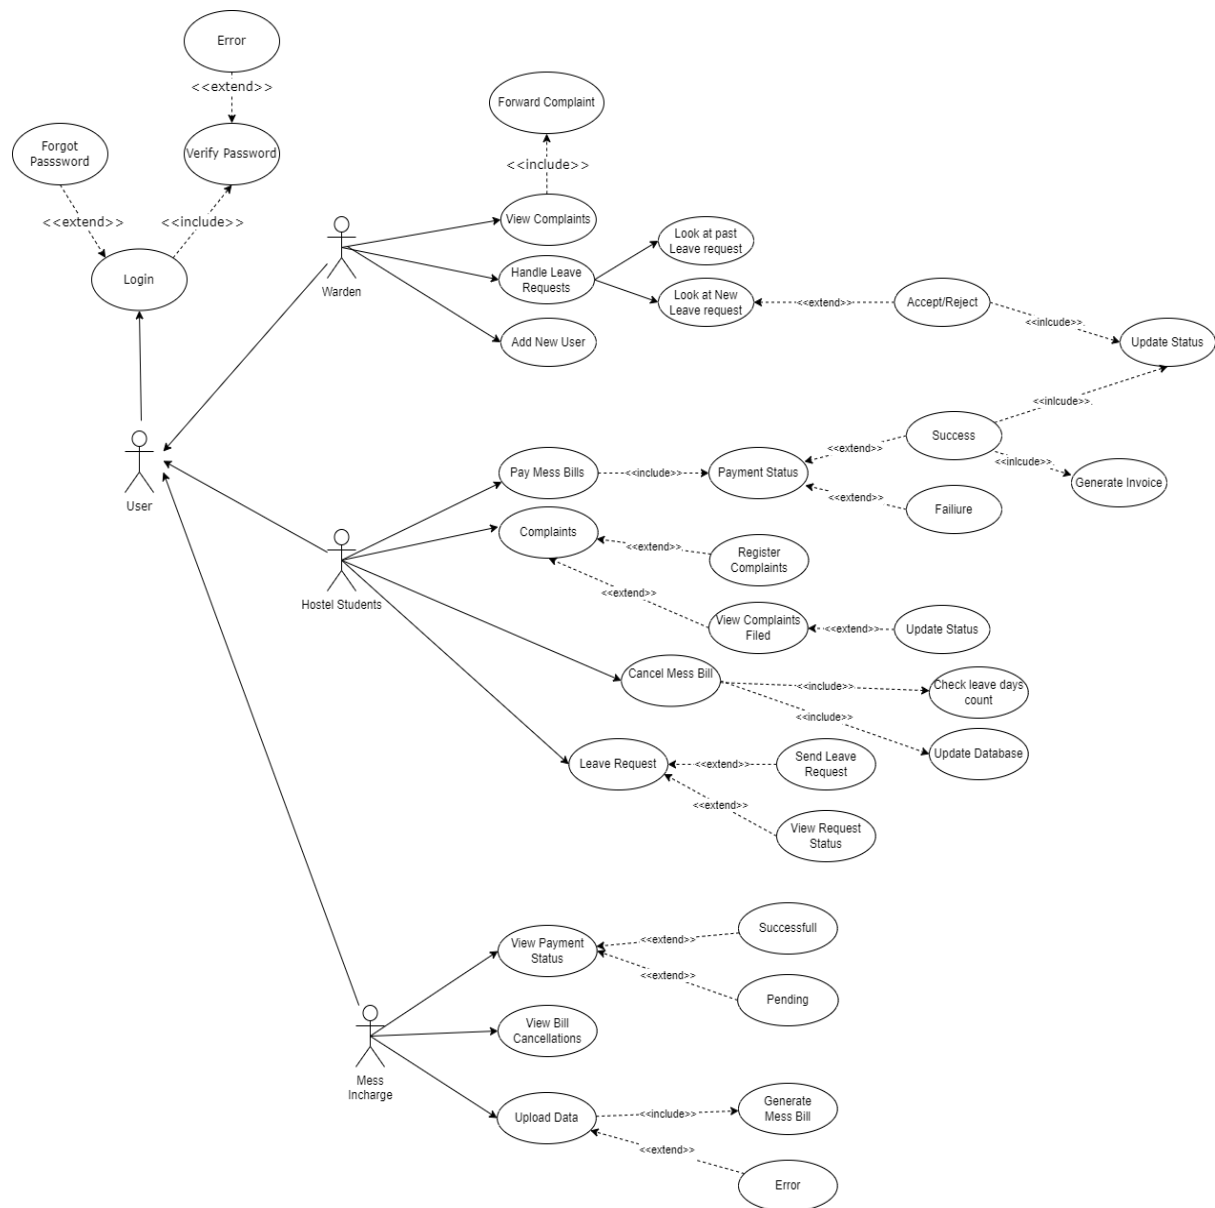 Error
<<extend>>
Forgot
Passsword
Verify Password
<<extend>>
<<include>>
Login
User
Forward Complaint
<<include>>
View Complaints
Warden
Handle Leave
Requests
Look at past
Leave request
Look at New
Leave request
<<extend>>
Accept/Reject
<<inlcude>>
Update Status
Add New User
<<inlcude>>
Pay Mess Bills
<<include>>
Payment Status
<<extend>>
Success
<<inlcude>>
Generate Invoice
<<extend>>
Failiure
Hostel Students
Complaints
<<extend>>
Register
Complaints
<<extend>>
View Complaints
Filed
<<extend>>
Update Status
Cancel Mess Bill
<<include>>
Check leave days
count
<<include>>
Update Database
Leave Request
<<extend>>
Send Leave
Request
<<extend>>
View Request
Status
Mess
Incharge
View Payment
Status
<<extend>>
Successfull
<<extend>>
Pending
View Bill
Cancellations
Upload Data
<<include>>
Generate
Mess Bill
<<extend>>
Error